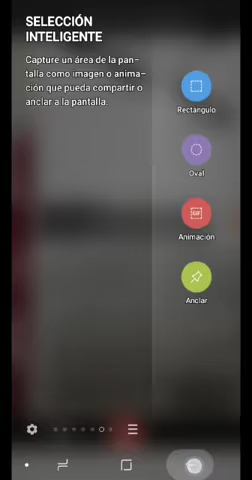 SELECCIÓN
INTELIGENTE
Capture un área de la pan-
talla como imagen o anima-
ción que pueda compartir o
anclar a la pantalla.
Rectángulo
Oval
GIF
Animación
Anclar